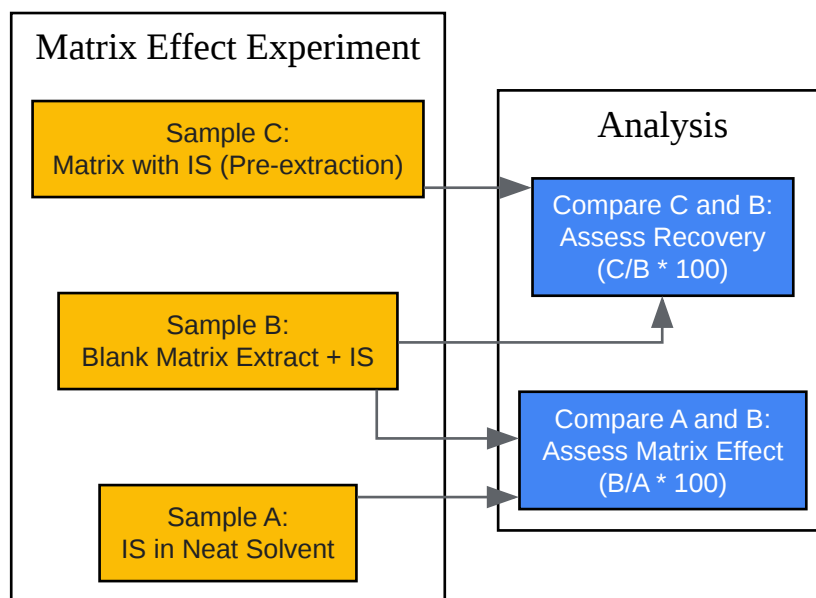 Matrix Effect Experiment
Sample C:
Matrix with IS (Pre-extraction)
Sample B:
Blank Matrix Extract + IS
Sample A:
IS in Neat Solvent
Analysis
Compare C and B:
Assess Recovery
(C/B * 100)
Compare A and B:
Assess Matrix Effect
(B/A * 100)